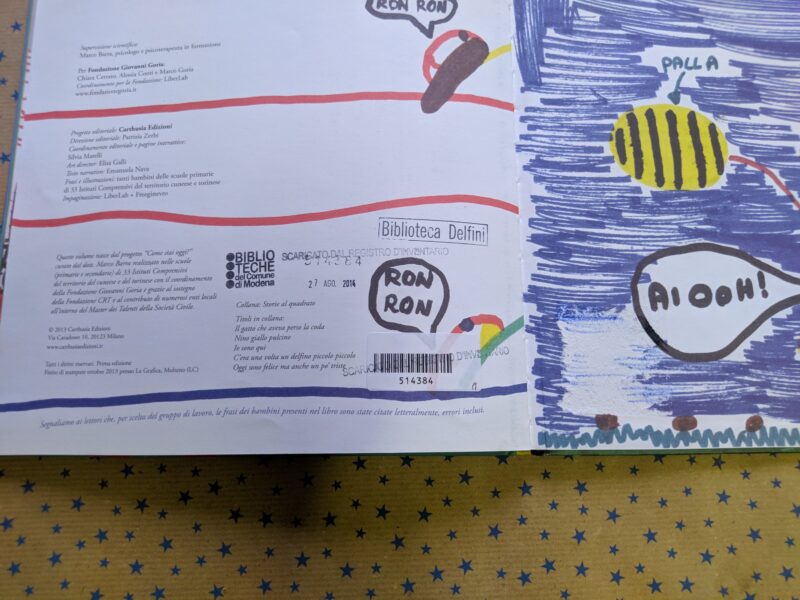 RON RON
Supervisione scientifica
Marco Barra, psicologo e psicoterapeuta in formazione
Per Fondazione Giovanni Goria:
Chiara Cerrato, Alessia Conti e Marco Goria
Coordinamento per la Fondazione: LiberLab
www.fondazionegoria.it
Progetto editoriale: Carthusia Edizioni
Direzione editoriale: Patrizia Zerbi
Coordinamento editoriale e pagine interattive:
Silvia Marelli
Art director: Elisa Galli
Testo narrativo: Emanuela Nava
Frasi e illustrazioni: tanti bambini delle scuole primarie
di 33 Istituti Comprensivi del territorio cuneese e torinese
Impaginazione: LiberLab - Freeginevro
Questo volume nasce dal progetto "Come stai oggi?"
curato dal dott. Marco Barra realizzato nelle scuole
(primarie e secondarie) di 33 Istituti Comprensivi
del territorio del cuneese e del torinese con il coordinamento
della Fondazione Giovanni Goria e grazie al sostegno
della Fondazione CRT e al contributo di numerosi enti locali
all'interno del Master dei Talenti della Società Civile.
© 2013 Carthusia Edizioni
Via Caradosso 10, 20123 Milano
www.carthusiaedizioni.it
Tutti i diritti riservati. Prima edizione
Finito di stampare ottobre 2013 presso La Grafica, Molteno (LC)
BIBLIO
TECHE
del Comune
di Modena
Biblioteca Delfini
SCARICATO DAL REGISTRO D'INVENTARIO
514384
27 AGO. 2014
Collana: Storie al quadrato
Titoli in collana:
Il gatto che aveva perso la coda
Nino giallo pulcino
Io sono qui
C'era una volta un delfino piccolo piccolo
Oggi sono felice ma anche un po' triste
RON
RON
514384
Segnaliamo ai lettori che, per scelta del gruppo di lavoro, le frasi dei bambini presenti nel libro sono state citate letteralmente, errori inclusi.
PALLA
AIOOH!